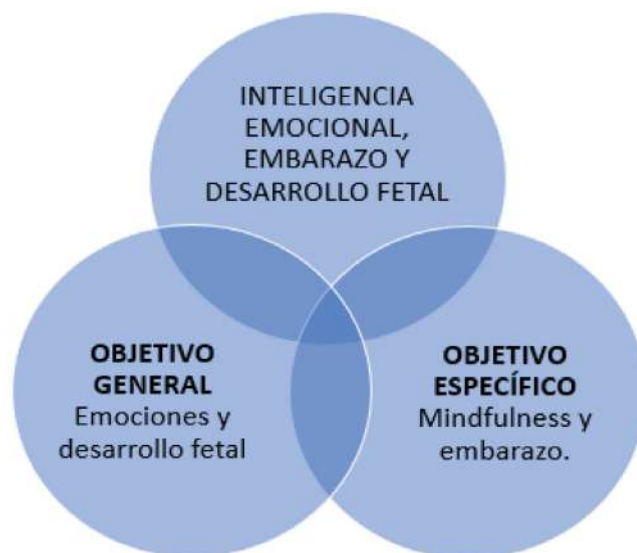 INTELIGENCIA
EMOCIONAL,
EMBARAZO Y
DESARROLLO FETAL
OBJETIVO
GENERAL
Emociones y
desarrollo fetal
OBJETIVO
ESPECÍFICO
Mindfulness y
embarazo.